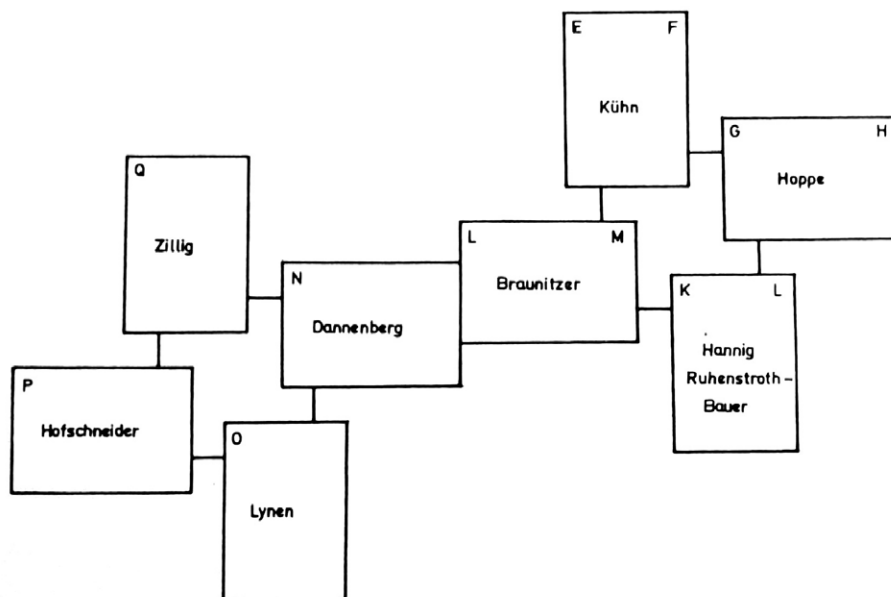 E F
Kühn
G H
Hoppe
Q
Zillig
L M
Braunitzer
N
Dannenberg
K L
Hannig
Ruhenstroth-
Bauer
P
Hofschneider
O
Lynen